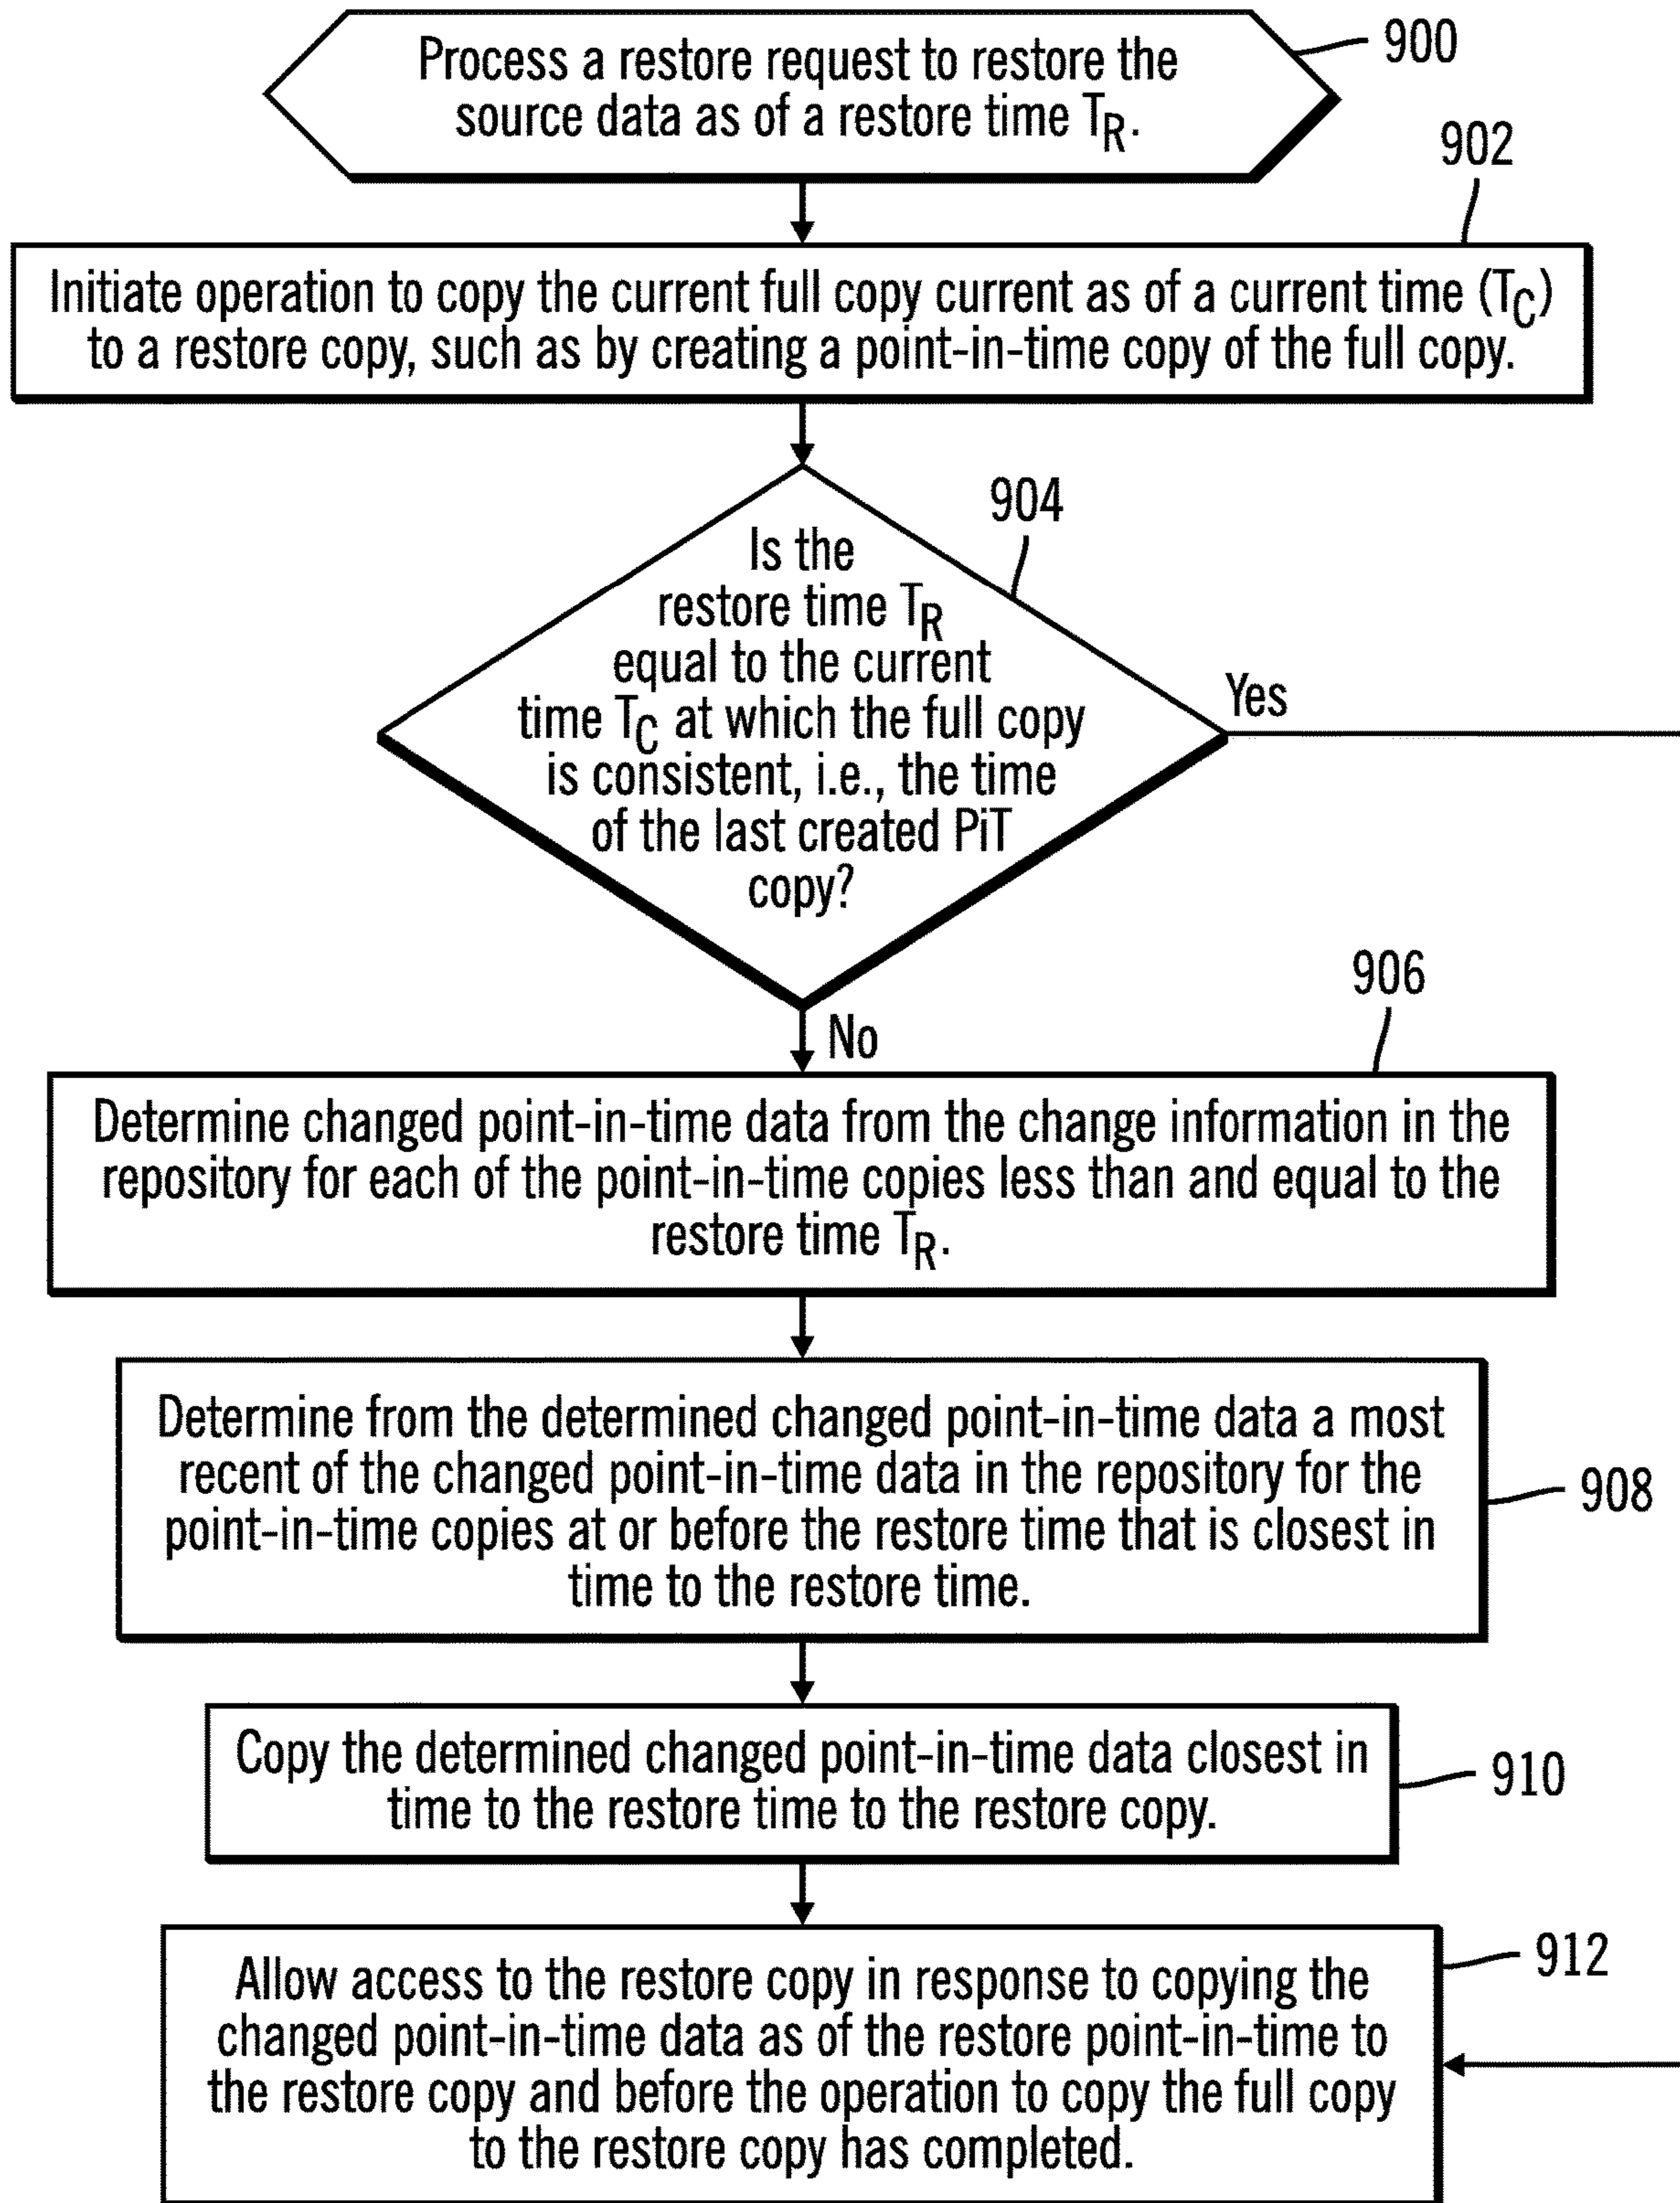 Process a restore request to restore the
source data as of a restore time TR.
900
902
Initiate operation to copy the current full copy current as of a current time (TC)
to a restore copy, such as by creating a point-in-time copy of the full copy.
904
Is the
restore time TR
equal to the current
time TC at which the full copy
is consistent, i.e., the time
of the last created PiT
copy?
Yes
No
906
Determine changed point-in-time data from the change information in the
repository for each of the point-in-time copies less than and equal to the
restore time TR.
Determine from the determined changed point-in-time data a most
recent of the changed point-in-time data in the repository for the
point-in-time copies at or before the restore time that is closest in
time to the restore time.
908
Copy the determined changed point-in-time data closest in
time to the restore time to the restore copy.
910
912
Allow access to the restore copy in response to copying the
changed point-in-time data as of the restore point-in-time to
the restore copy and before the operation to copy the full copy
to the restore copy has completed.